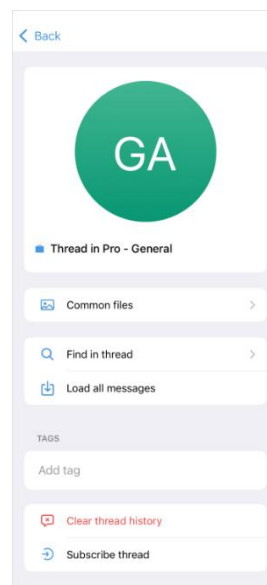 Back
GA
Thread in Pro - General
Common files
Find in thread
Load all messages
TAGS
Add tag
Clear thread history
Subscribe thread